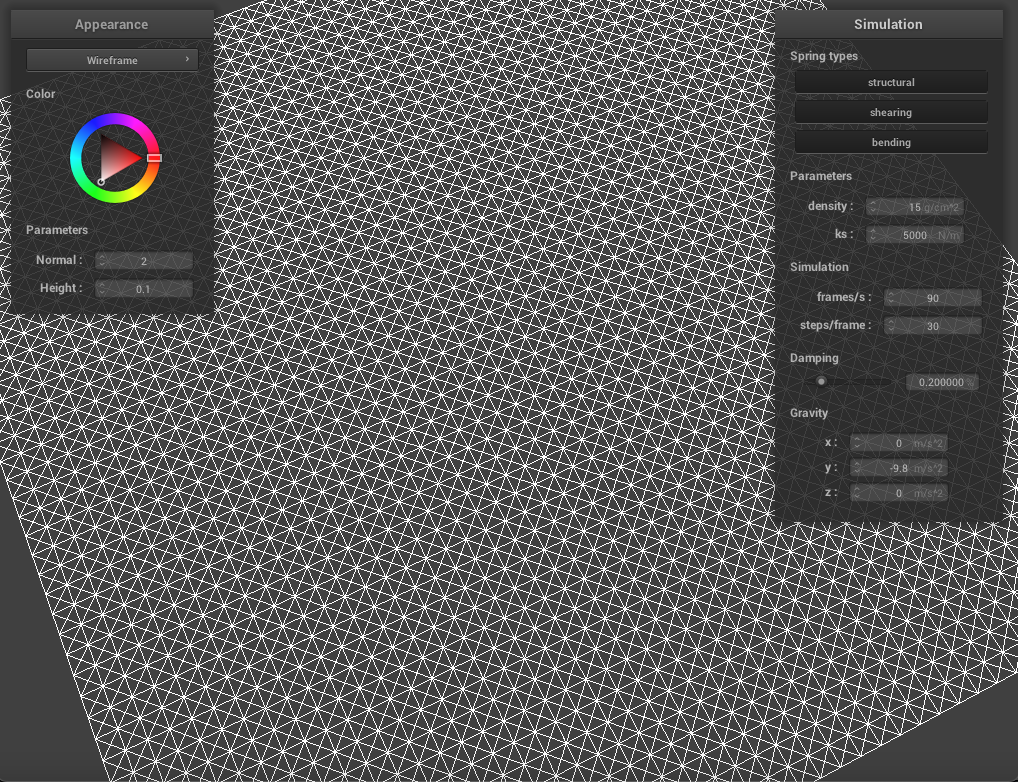 Appearance
Wireframe
Color
Parameters
Normal : 2
Height : 0.1
Simulation
Spring types
structural
shearing
bending
Parameters
density : 15 g/cm^2
ks : 5000 N/m
Simulation
frames/s : 90
steps/frame : 30
Damping
0.200000 %
Gravity
x : 0 m/s^2
y : -9.8 m/s^2
z : 0 m/s^2